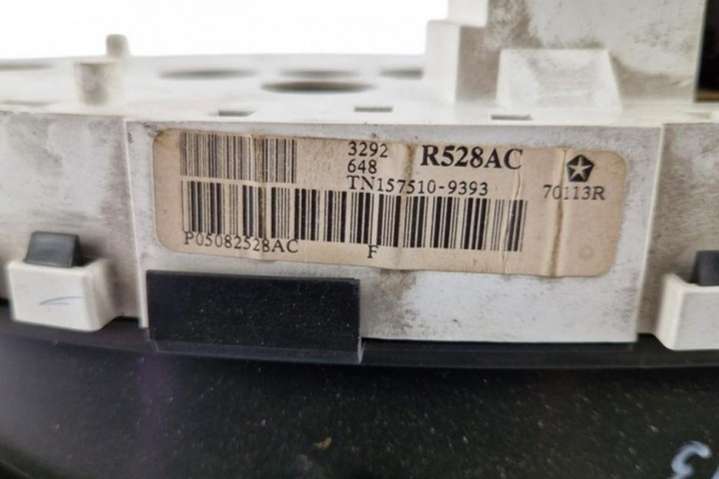 3292 R528AC
648
TN157510-9393 70113R
P05082528AC F